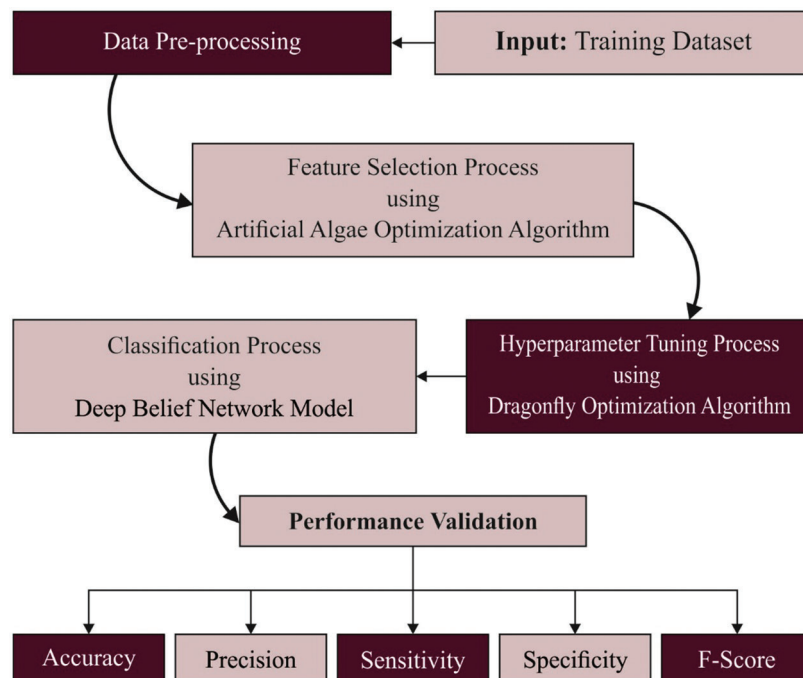 Data Pre-processing
Input: Training Dataset
Feature Selection Process
using
Artificial Algae Optimization Algorithm
Classification Process
using
Deep Belief Network Model
Hyperparameter Tuning Process
using
Dragonfly Optimization Algorithm
Performance Validation
Accuracy
Precision
Sensitivity
Specificity
F-Score